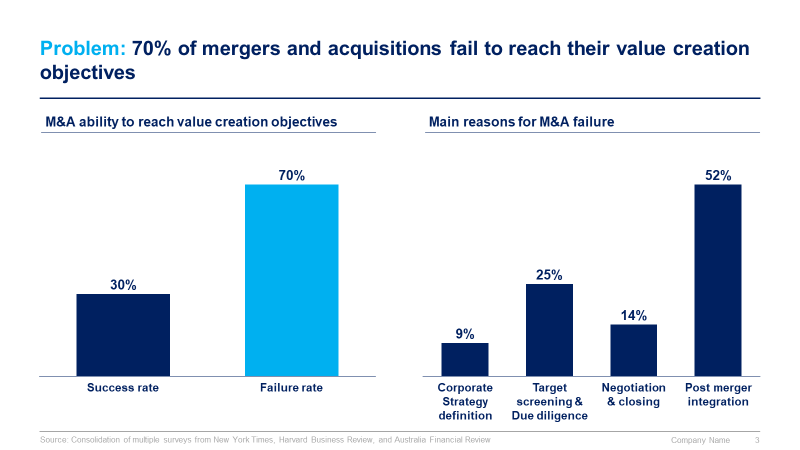 Problem: 70% of mergers and acquisitions fail to reach their value creation
objectives
M&A ability to reach value creation objectives
70%
30%
Success rate
Failure rate
Main reasons for M&A failure
52%
25%
14%
9%
Corporate
Strategy
definition
Target
screening &
Due diligence
Negotiation
& closing
Post merger
integration
Source: Consolidation of multiple surveys from New York Times, Harvard Business Review, and Australia Financial Review
Company Name
3